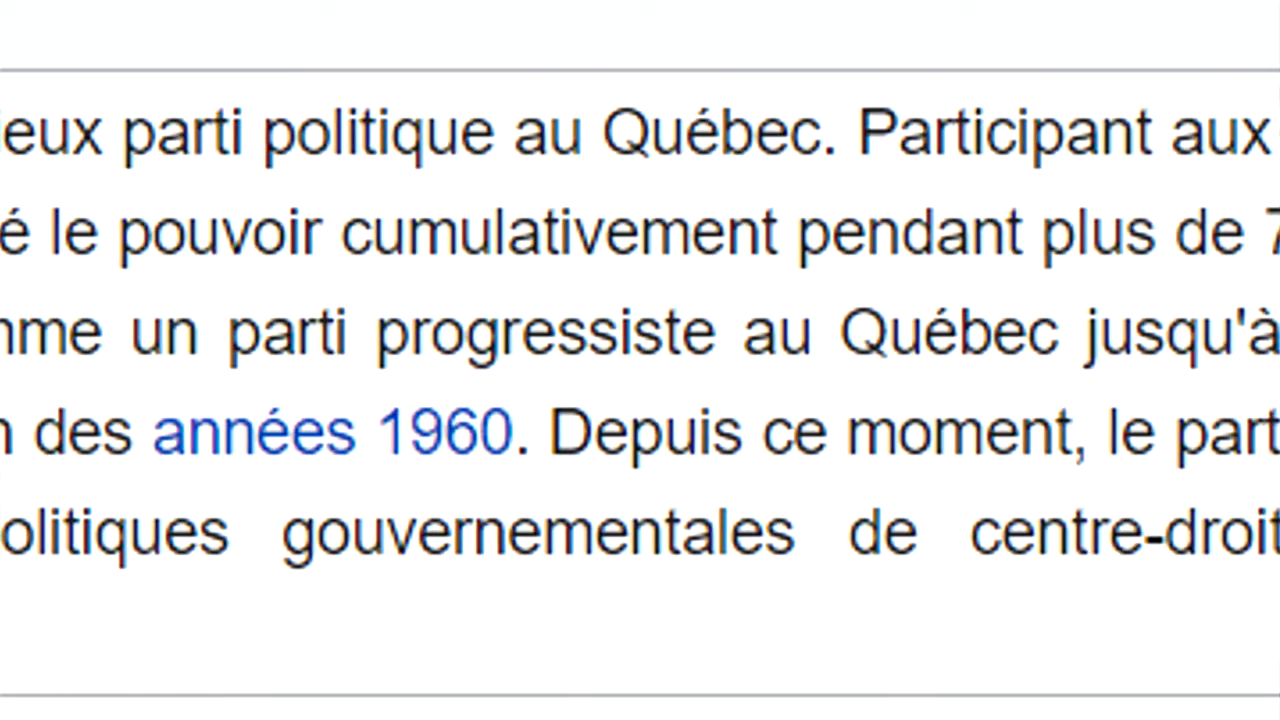 eux parti politique au Québec. Participant aux
é le pouvoir cumulativement pendant plus de 7
me un parti progressiste au Québec jusqu'à
des années 1960. Depuis ce moment, le part
olitiques gouvernementales de centre-droit